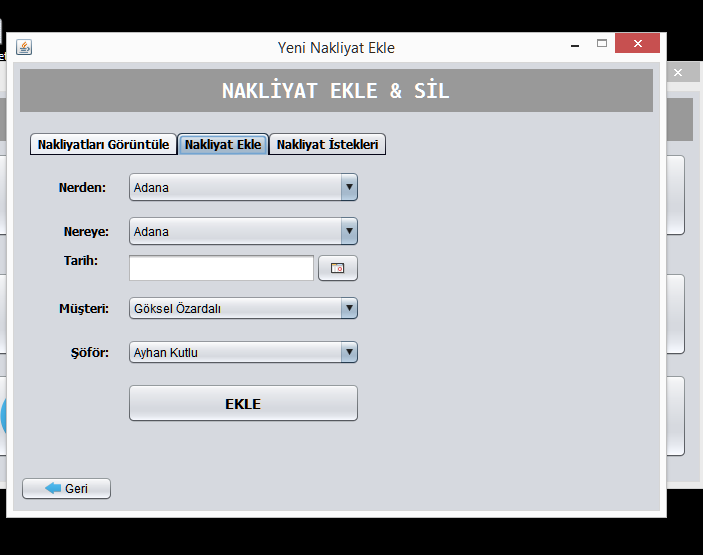 Yeni Nakliyat Ekle
NAKLİYAT EKLE & SİL
Nakliyatları Görüntüle Nakliyat Ekle Nakliyat İstekleri
Nerden: Adana
Nereye: Adana
Tarih:
Müşteri: Göksel Özardalı
Şöför: Ayhan Kutlu
EKLE
Geri